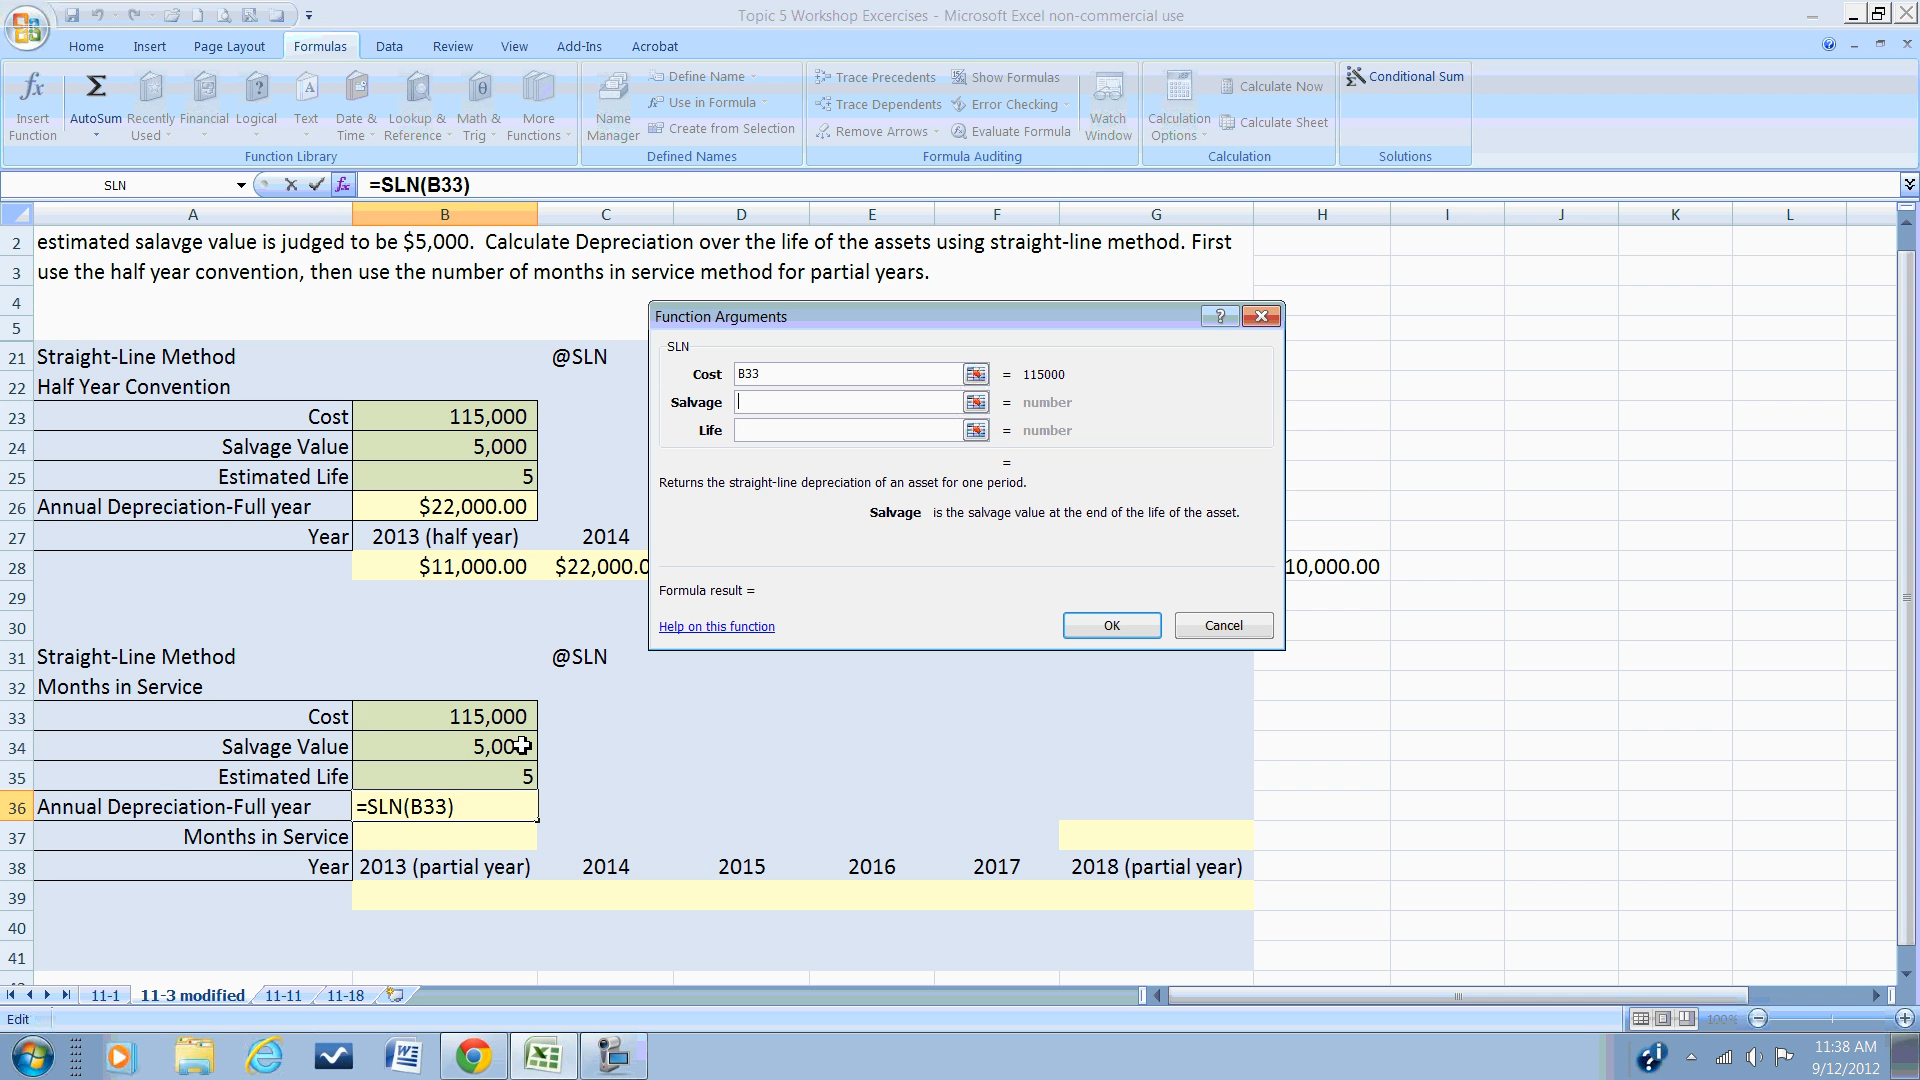 Topic 5 Workshop Excercises - Microsoft Excel non-commercial use
Home Insert Page Layout Formulas Data Review View Add-Ins Acrobat
fx Insert Function
Σ AutoSum
Recently Used
Financial
Logical
Text
Date & Time
Lookup & Reference
Math & Trig
More Functions
Function Library
Name Manager
Define Name
Use in Formula
Create from Selection
Defined Names
Trace Precedents
Trace Dependents
Remove Arrows
Show Formulas
Error Checking
Evaluate Formula
Watch Window
Formula Auditing
Calculation Options
Calculate Now
Calculate Sheet
Calculation
Conditional Sum
Solutions
SLN fx =SLN(B33)
A B C D E F G H I J K L
2 estimated salavge value is judged to be $5,000. Calculate Depreciation over the life of the assets using straight-line method. First
3 use the half year convention, then use the number of months in service method for partial years.
4
5
21 Straight-Line Method @SLN
22 Half Year Convention
23 Cost 115,000
24 Salvage Value 5,000
25 Estimated Life 5
26 Annual Depreciation-Full year $22,000.00
27 Year 2013 (half year) 2014
28 $11,000.00 $22,000.0 10,000.00
29
30
31 Straight-Line Method @SLN
32 Months in Service
33 Cost 115,000
34 Salvage Value 5,00
35 Estimated Life 5
36 Annual Depreciation-Full year =SLN(B33)
37 Months in Service
38 Year 2013 (partial year) 2014 2015 2016 2017 2018 (partial year)
39
40
41
Function Arguments
SLN
Cost B33 = 115000
Salvage = number
Life = number
=
Returns the straight-line depreciation of an asset for one period.
Salvage is the salvage value at the end of the life of the asset.
Formula result =
Help on this function OK Cancel
11-1 11-3 modified 11-11 11-18
Edit 100%
11:38 AM
9/12/2012